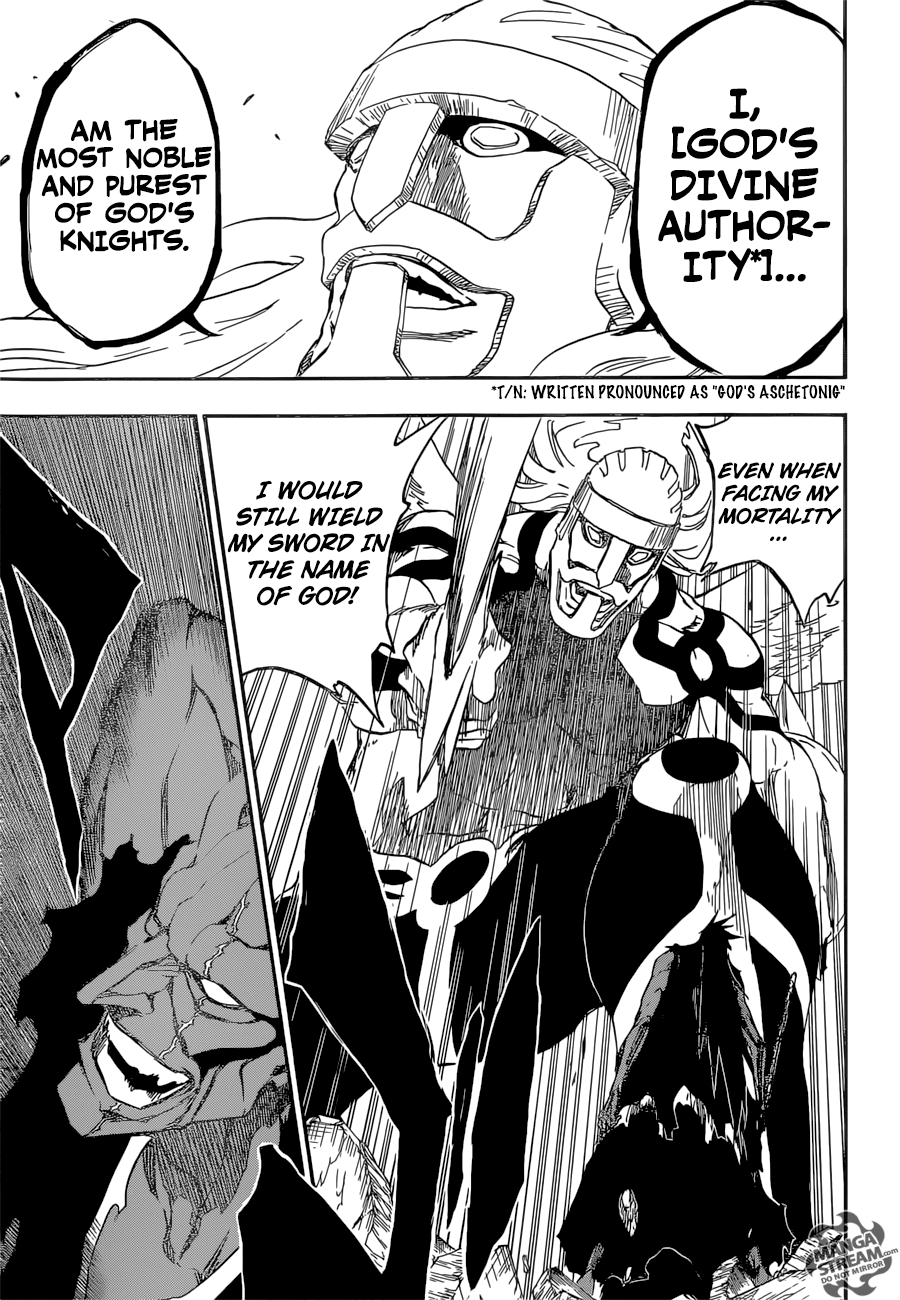 I,
[GOD'S
DIVINE
AUTHOR-
ITY*]...
AM THE
MOST NOBLE
AND PUREST
OF GOD'S
KNIGHTS.
*T/N: WRITTEN PRONOUNCED AS "GOD'S ASCHETONIG"
EVEN WHEN
FACING MY
MORTALITY
...
I WOULD
STILL WIELD
MY SWORD IN
THE NAME
OF GOD!
MANGA
STREAM.com
DO NOT MIRROR!